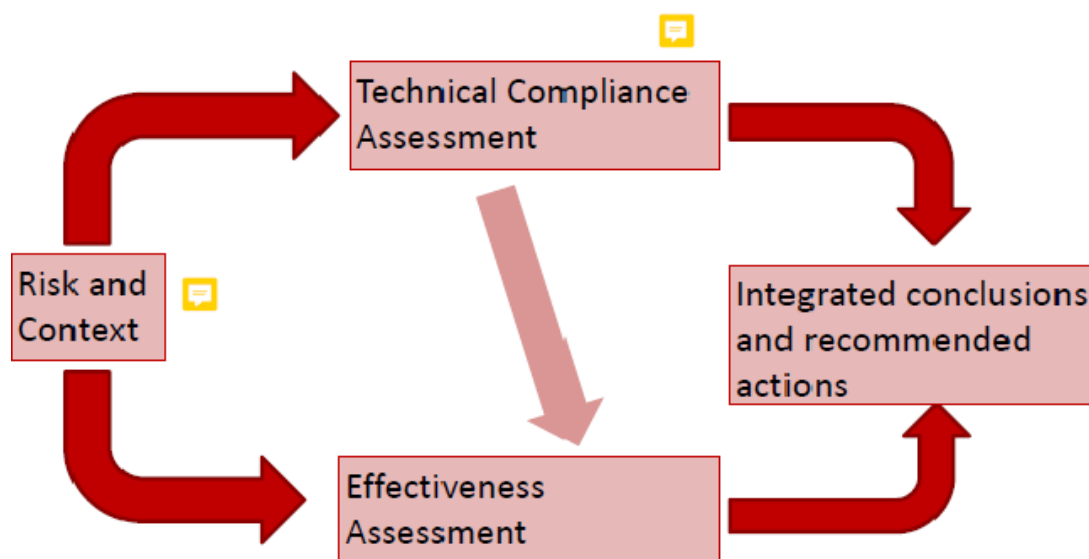 Technical Compliance
Assessment
Risk and
Context
Integrated conclusions
and recommended
actions
Effectiveness
Assessment